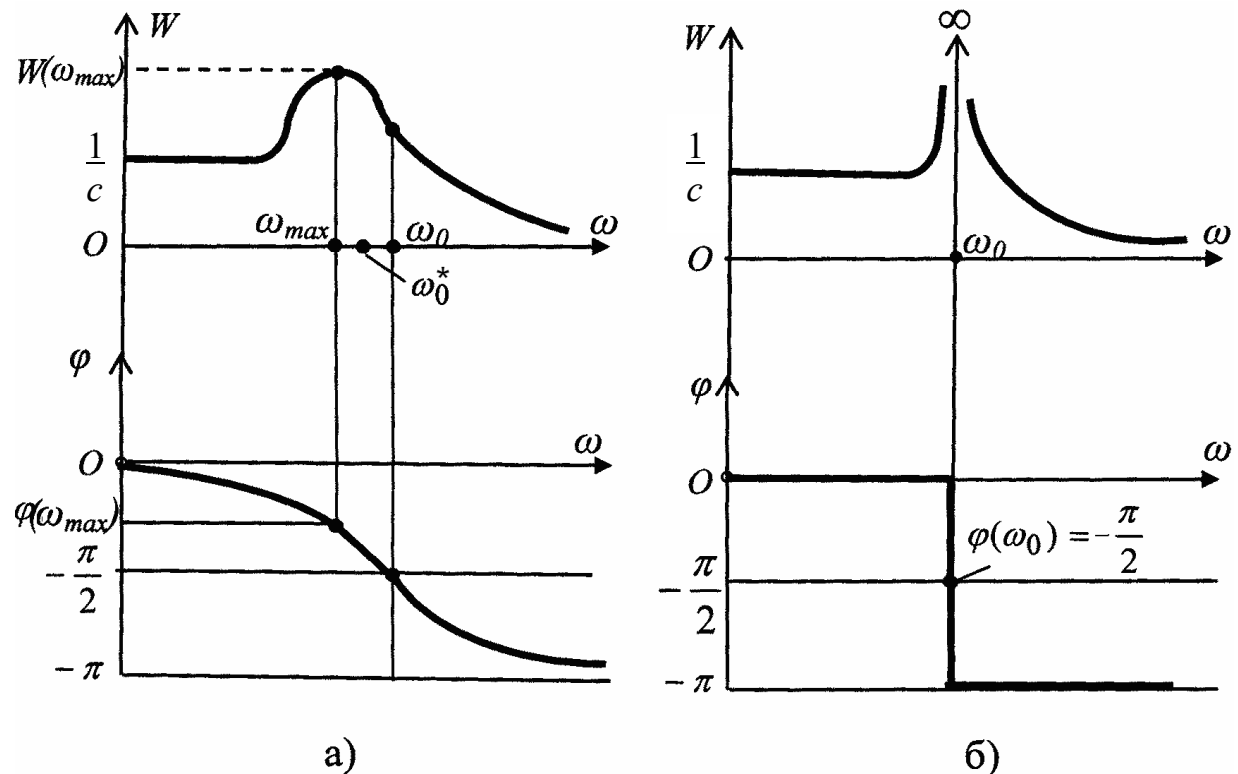 W
W(ω_max)
1/c
ω_max
ω_0
ω
O
ω_0^*
φ
ω
O
φ(ω_max)
-π/2
-π
а)
∞
W
1/c
ω
ω_0
O
φ
ω
O
φ(ω_0) = -π/2
-π/2
-π
б)